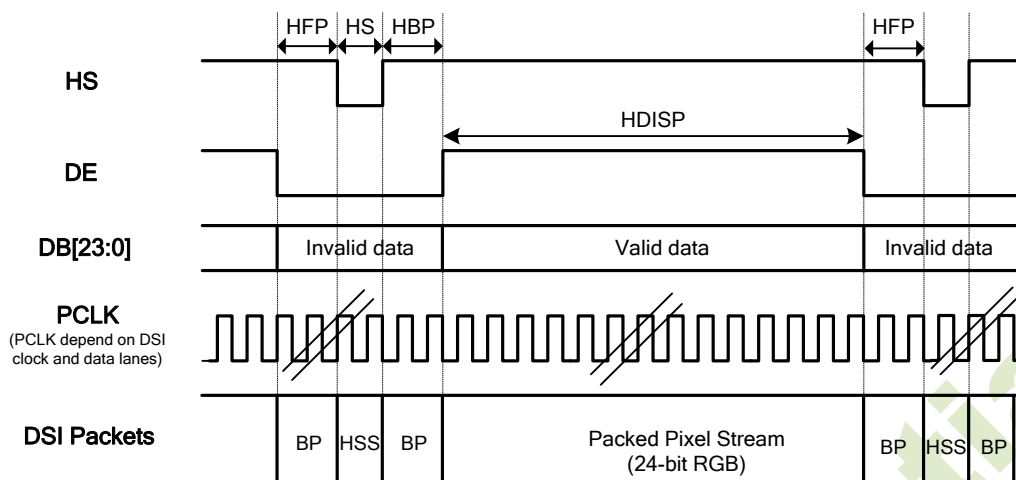 HFP HS HBP HFP
HS
HDISP
DE
DB[23:0] Invalid data Valid data Invalid data
PCLK
(PCLK depend on DSI
clock and data lanes)
DSI Packets BP HSS BP Packed Pixel Stream BP HSS BP
(24-bit RGB)